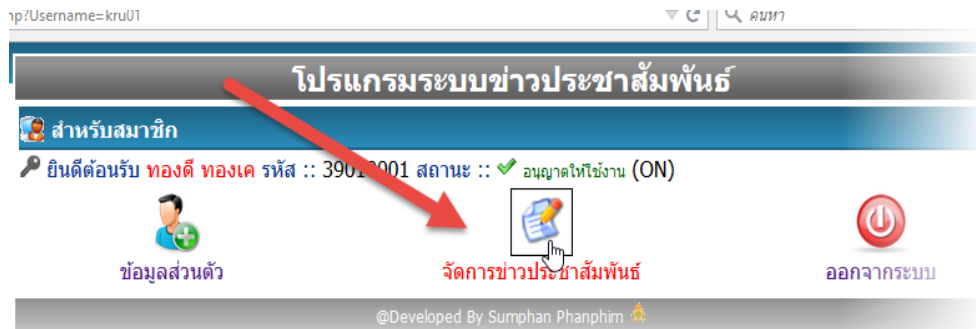 np?Username=kru01
ค้นหา
โปรแกรมระบบข่าวประชาสัมพันธ์
สำหรับสมาชิก
ยินดีต้อนรับ ทองดี ทองเค รหัส :: 39010001 สถานะ :: อนุญาตให้ใช้งาน (ON)
ข้อมูลส่วนตัว จัดการข่าวประชาสัมพันธ์ ออกจากระบบ
@Developed By Sumphan Phanphim